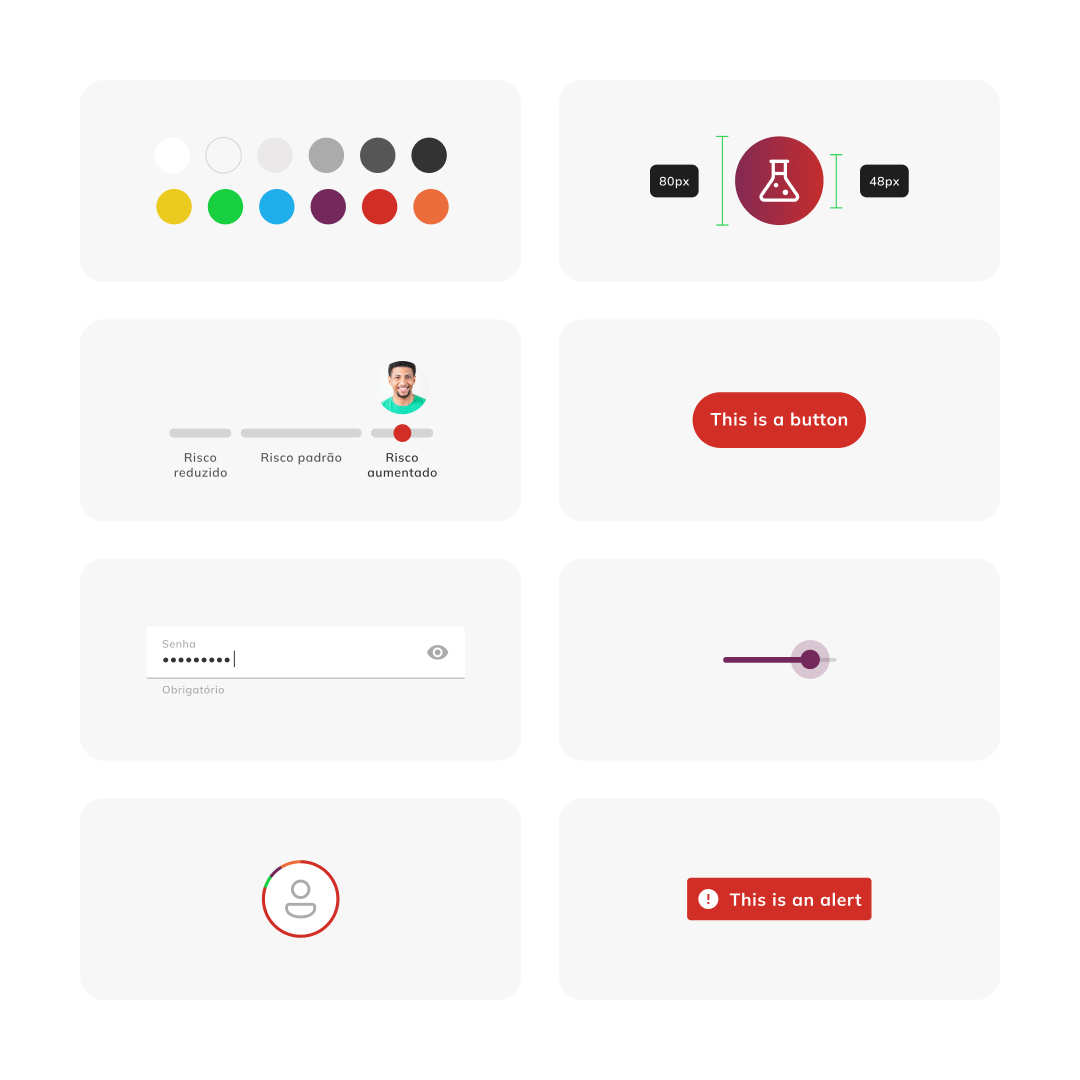 80px
48px
Risco
reduzido
Risco padrão
Risco
aumentado
This is a button
Senha
•••••••••
Obrigatório
This is an alert